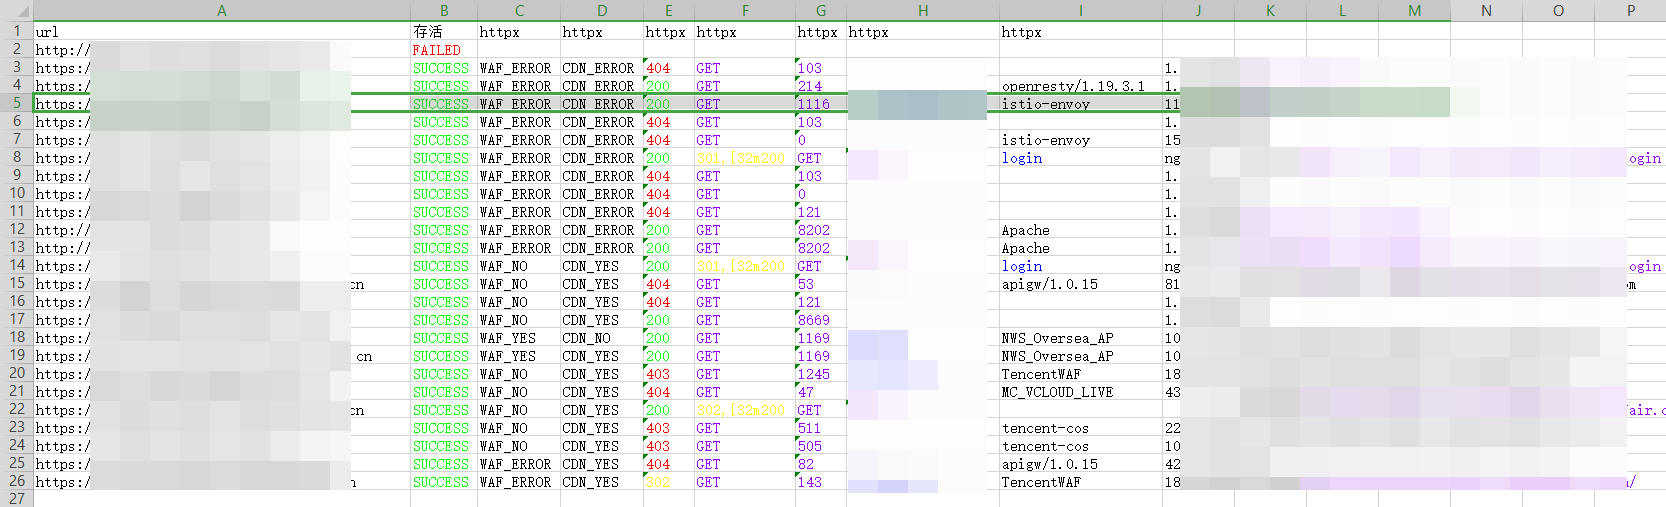 A B C D E F G H I J K L M N O P
1 url 存活 httpx httpx httpx httpx httpx httpx httpx
2 http:// FAILED
3 https:/ SUCCESS WAF_ERROR CDN_ERROR 404 GET 103 1.
4 https:/ SUCCESS WAF_ERROR CDN_ERROR 200 GET 214 openresty/1.19.3.1 1.
5 https:/ SUCCESS WAF_ERROR CDN_ERROR 200 GET 1116 istio-envoy 11
6 https:/ SUCCESS WAF_ERROR CDN_ERROR 404 GET 103 1.
7 https:/ SUCCESS WAF_ERROR CDN_ERROR 404 GET 0 istio-envoy 15
8 https:/ SUCCESS WAF_ERROR CDN_ERROR 200 301,[32m200 GET login ng ogin
9 https:/ SUCCESS WAF_ERROR CDN_ERROR 404 GET 103 1.
10 https:/ SUCCESS WAF_ERROR CDN_ERROR 404 GET 0 1.
11 https:/ SUCCESS WAF_ERROR CDN_ERROR 404 GET 121 1.
12 http:// SUCCESS WAF_ERROR CDN_ERROR 200 GET 8202 Apache 1.
13 http:// SUCCESS WAF_ERROR CDN_ERROR 200 GET 8202 Apache 1.
14 https:/ SUCCESS WAF_NO CDN_YES 200 301,[32m200 GET login ng ogin
15 https:/ cn SUCCESS WAF_NO CDN_YES 404 GET 53 apigw/1.0.15 81 m
16 https:/ SUCCESS WAF_NO CDN_YES 404 GET 121 1.
17 https:/ SUCCESS WAF_NO CDN_YES 200 GET 8669 1.
18 https:/ SUCCESS WAF_YES CDN_NO 200 GET 1169 NWS_Oversea_AP 10
19 https:/ cn SUCCESS WAF_YES CDN_YES 200 GET 1169 NWS_Oversea_AP 10
20 https:/ SUCCESS WAF_NO CDN_YES 403 GET 1245 TencentWAF 18
21 https:/ SUCCESS WAF_NO CDN_YES 404 GET 47 MC_VCLOUD_LIVE 43
22 https:/ cn SUCCESS WAF_NO CDN_YES 200 302,[32m200 GET /air.c
23 https:/ SUCCESS WAF_NO CDN_YES 403 GET 511 tencent-cos 22
24 https:/ SUCCESS WAF_NO CDN_YES 403 GET 505 tencent-cos 10
25 https:/ SUCCESS WAF_ERROR CDN_YES 404 GET 82 apigw/1.0.15 42
26 https:/ SUCCESS WAF_ERROR CDN_YES 302 GET 143 TencentWAF 18 /
27